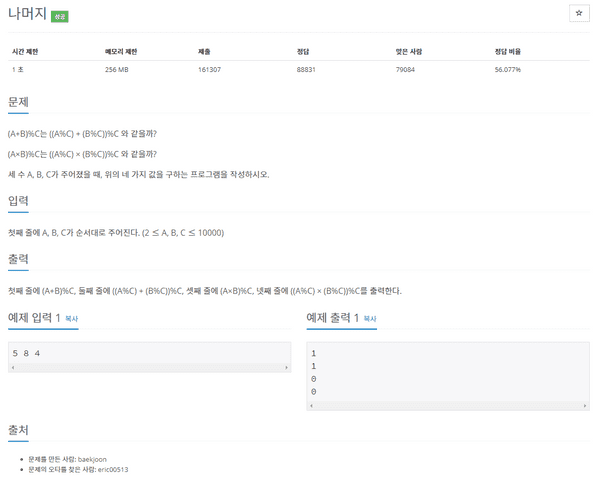 나머지 성공
☆
시간 제한 메모리 제한 제출 정답 맞은 사람 정답 비율
1 초 256 MB 161307 88831 79084 56.077%
문제
(A+B)%C는 ((A%C) + (B%C))%C 와 같을까?
(A×B)%C는 ((A%C) × (B%C))%C 와 같을까?
세 수 A, B, C가 주어졌을 때, 위의 네 가지 값을 구하는 프로그램을 작성하시오.
입력
첫째 줄에 A, B, C가 순서대로 주어진다. (2 ≤ A, B, C ≤ 10000)
출력
첫째 줄에 (A+B)%C, 둘째 줄에 ((A%C) + (B%C))%C, 셋째 줄에 (A×B)%C, 넷째 줄에 ((A%C) × (B%C))%C를 출력한다.
예제 입력 1 복사
5 8 4
예제 출력 1 복사
1
1
0
0
출처
문제를 만든 사람: baekjoon
문제의 오타를 찾은 사람: eric00513